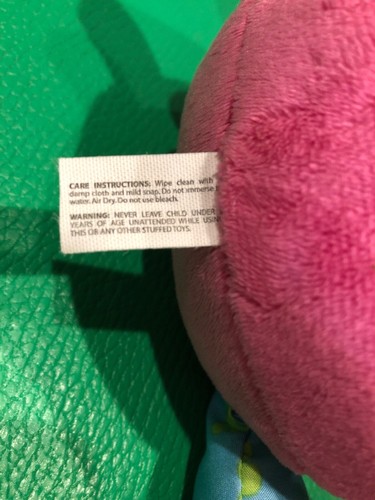 CARE INSTRUCTIONS: Wipe clean with
damp cloth and mild soap. Do not immerse
water. Air Dry. Do not use bleach.
WARNING: NEVER LEAVE CHILD UNDER
YEARS OF AGE UNATTENDED WHILE USIN
THIS OR ANY OTHER STUFFED TOYS.